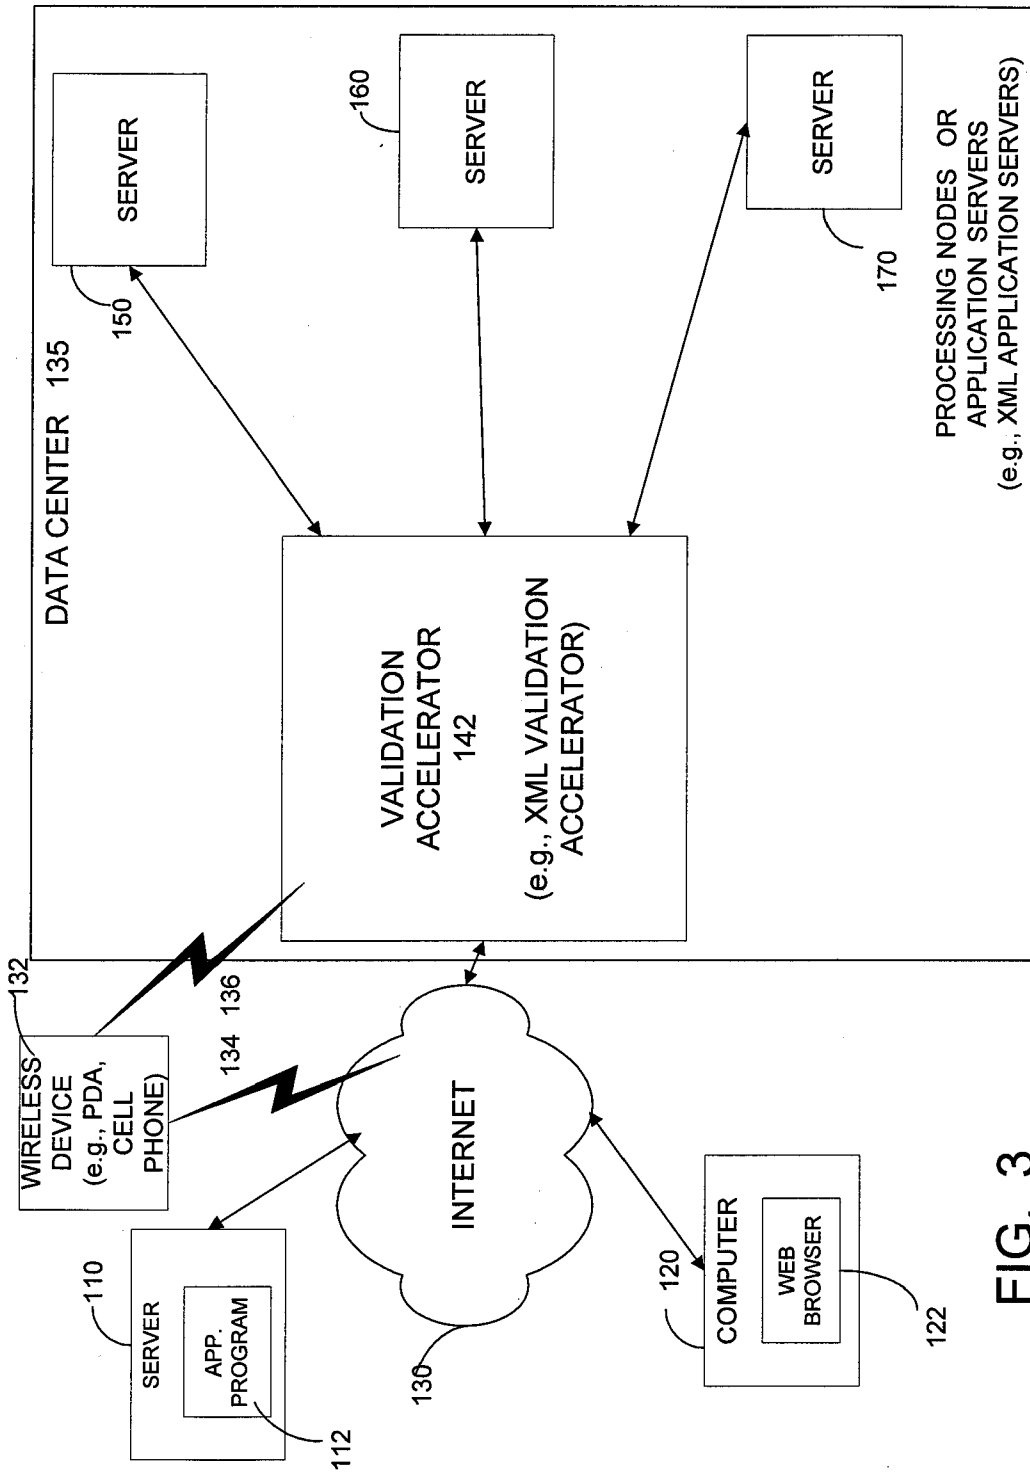 DATA CENTER 135
132
WIRELESS
DEVICE
(e.g., PDA,
CELL
PHONE)
134 136
110
SERVER
APP.
PROGRAM
112
INTERNET
130
120
COMPUTER
WEB
BROWSER
122
VALIDATION
ACCELERATOR
142
(e.g., XML VALIDATION
ACCELERATOR)
150
SERVER
160
SERVER
170
SERVER
PROCESSING NODES OR
APPLICATION SERVERS
(e.g., XML APPLICATION SERVERS)
FIG. 3